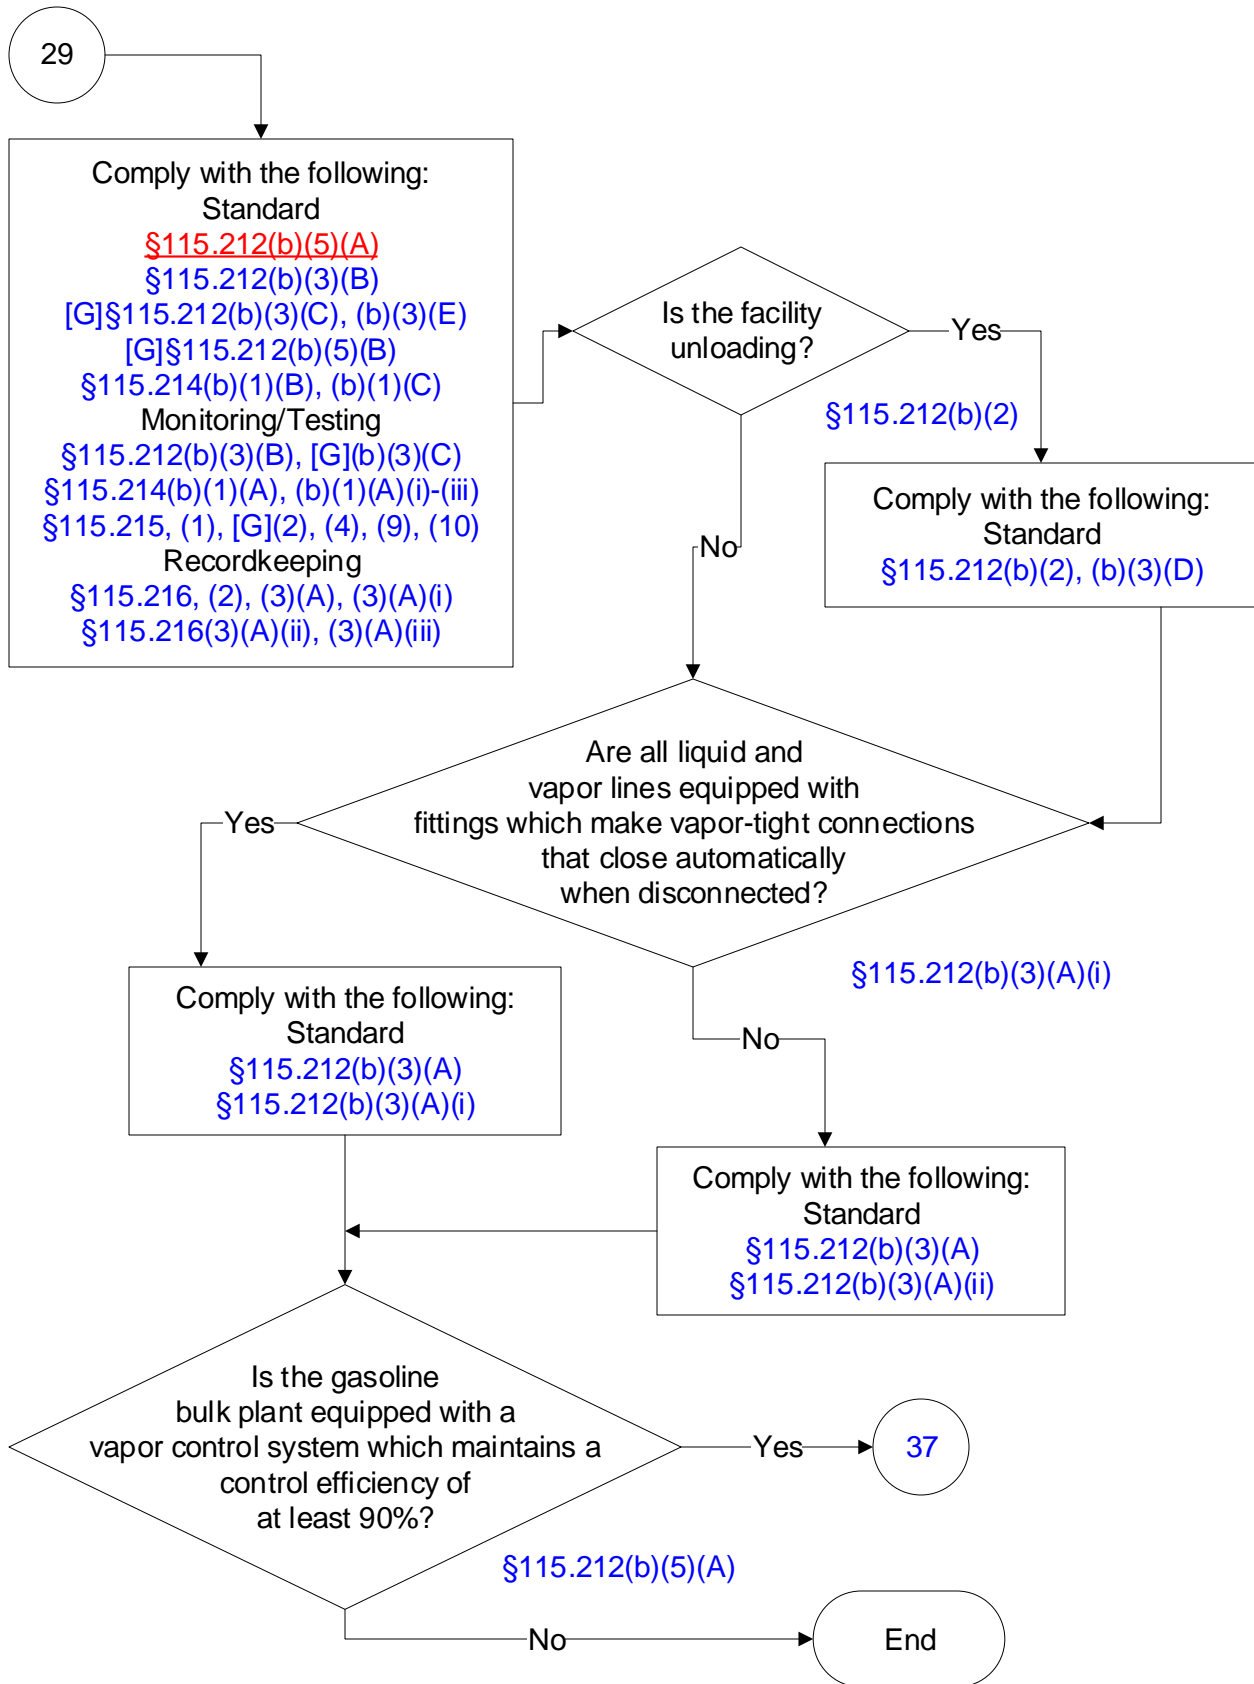 29
Comply with the following:
Standard
§115.212(b)(5)(A)
§115.212(b)(3)(B)
[G]§115.212(b)(3)(C), (b)(3)(E)
[G]§115.212(b)(5)(B)
§115.214(b)(1)(B), (b)(1)(C)
Monitoring/Testing
§115.212(b)(3)(B), [G](b)(3)(C)
§115.214(b)(1)(A), (b)(1)(A)(i)-(iii)
§115.215, (1), [G](2), (4), (9), (10)
Recordkeeping
§115.216, (2), (3)(A), (3)(A)(i)
§115.216(3)(A)(ii), (3)(A)(iii)
Is the facility
unloading?
Yes
§115.212(b)(2)
Comply with the following:
Standard
§115.212(b)(2), (b)(3)(D)
No
Are all liquid and
vapor lines equipped with
fittings which make vapor-tight connections
that close automatically
when disconnected?
Yes
§115.212(b)(3)(A)(i)
Comply with the following:
Standard
§115.212(b)(3)(A)
§115.212(b)(3)(A)(i)
No
Comply with the following:
Standard
§115.212(b)(3)(A)
§115.212(b)(3)(A)(ii)
Is the gasoline
bulk plant equipped with a
vapor control system which maintains a
control efficiency of
at least 90%?
Yes
37
§115.212(b)(5)(A)
No
End